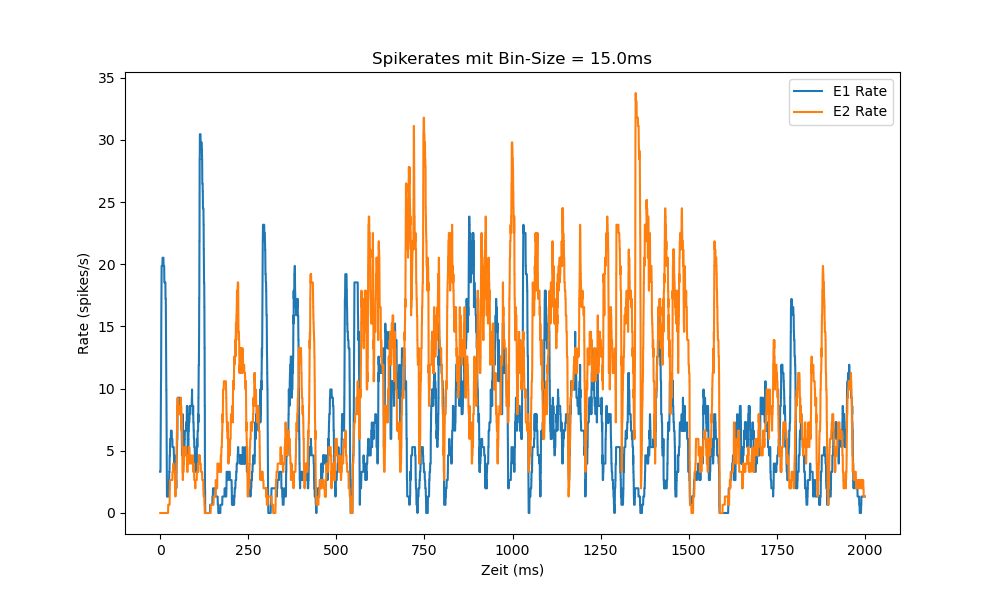 Spikerates mit Bin-Size = 15.0ms
E1 Rate
E2 Rate
Rate (spikes/s)
35
30
25
20
15
10
5
0
0 250 500 750 1000 1250 1500 1750 2000
Zeit (ms)